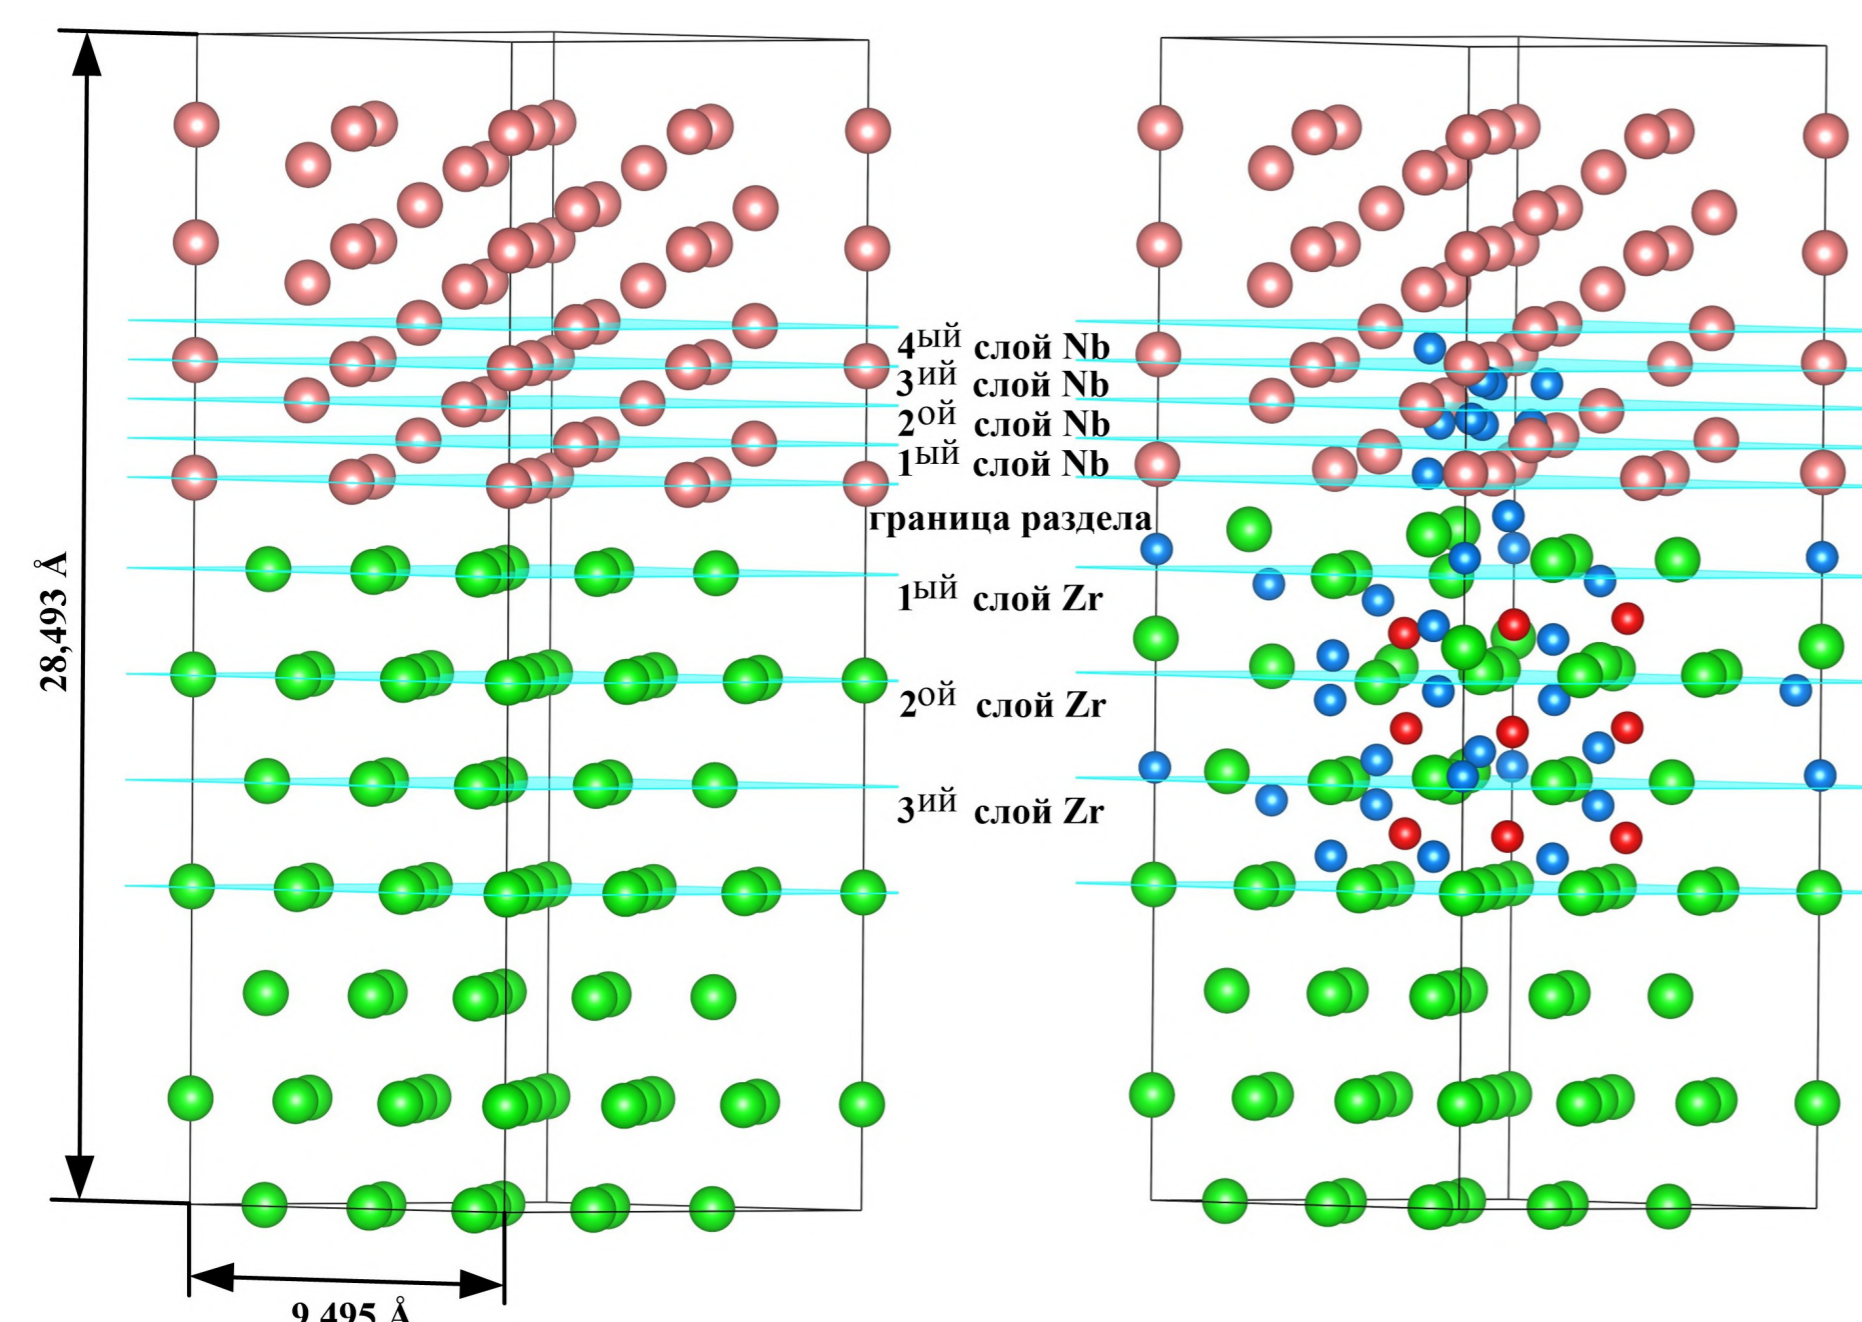 4ый слой Nb
3ий слой Nb
2ой слой Nb
1ый слой Nb
граница раздела
1ый слой Zr
2ой слой Zr
3ий слой Zr
28,493 Å
9,495 Å